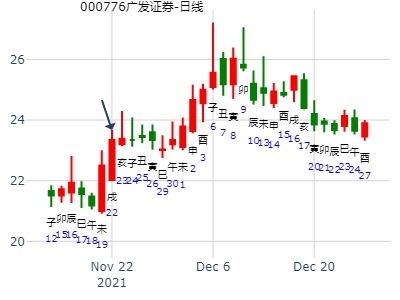 000776广发证券-日线
26
24
22
20
子 卯 辰 巳 午 未 戌 亥 子 丑 寅 巳 午 未 申 酉 子 丑 寅 卯 辰 未 申 酉 戌 亥 寅 卯 辰 巳 午 酉
12 15 16 17 18 19 22 23 24 25 26 29 30 1 2 3 6 7 8 9 10 13 14 15 16 17 20 21 22 23 24 27
Nov 22 Dec 6 Dec 20
2021